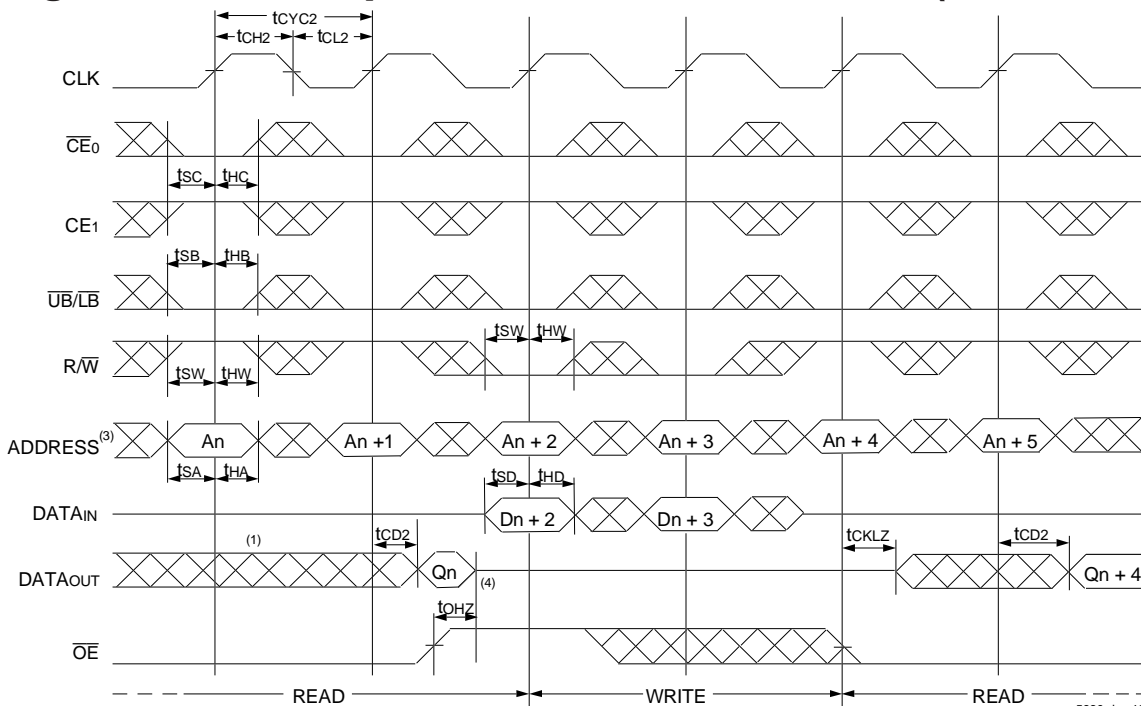 tCYC2
tCH2 tCL2
CLK
CE0
tSC tHC
CE1
tSB tHB
UB/LB
tSW tHW
R/W
tSW tHW
ADDRESS(3) An An +1 An + 2 An + 3 An + 4 An + 5
tSA tHA tSD tHD
DATAIN Dn + 2 Dn + 3
(1) tCD2 tCKLZ tCD2
DATAOUT Qn (4) Qn + 4
tOHZ
OE
READ WRITE READ